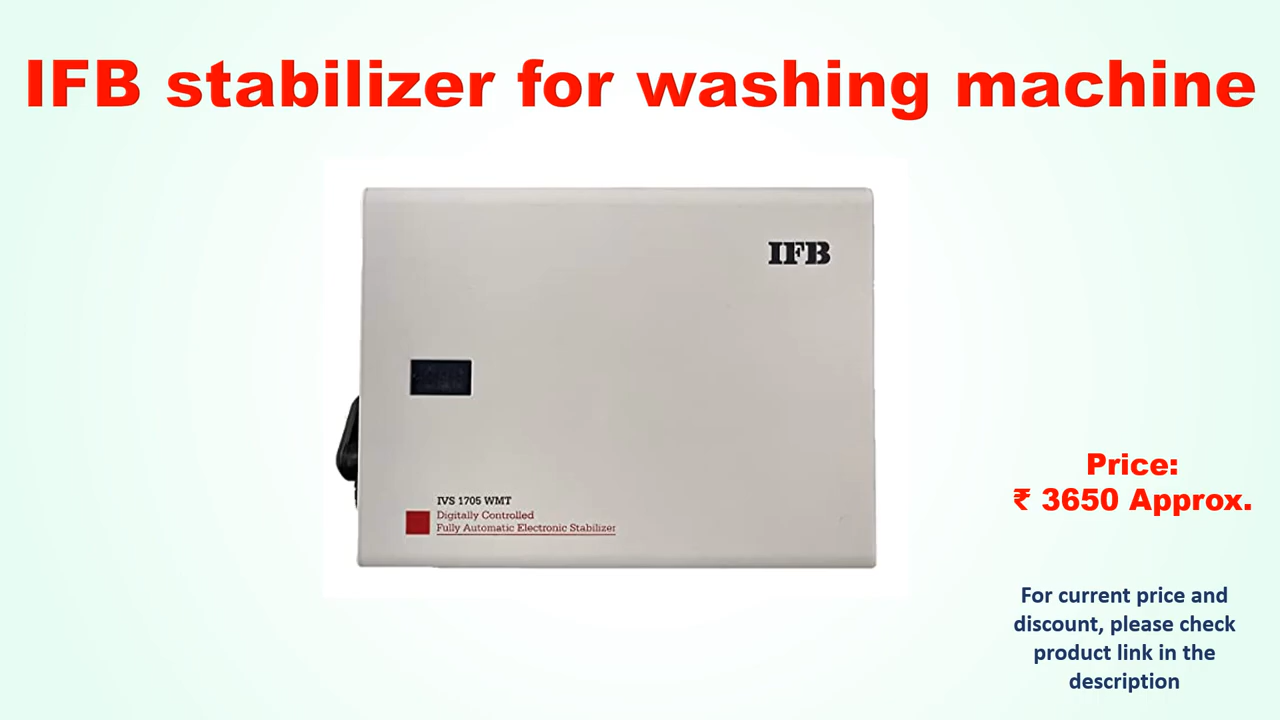 IFB stabilizer for washing machine
IFB
IVS 1705 WMT
Digitally Controlled
Fully Automatic Electronic Stabilizer
Price:
₹ 3650 Approx.
For current price and
discount, please check
product link in the
description